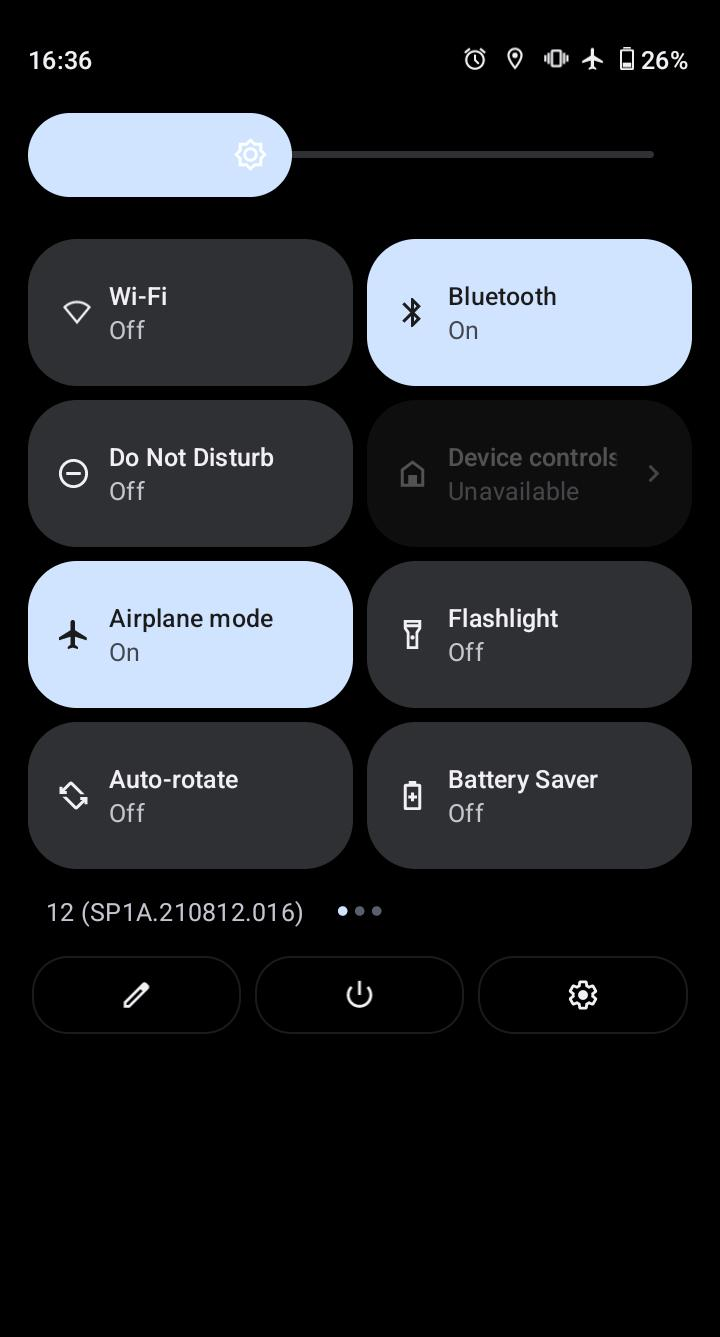 16:36
26%
Wi-Fi
Off
Bluetooth
On
Do Not Disturb
Off
Device controls
Unavailable
Airplane mode
On
Flashlight
Off
Auto-rotate
Off
Battery Saver
Off
12 (SP1A.210812.016)